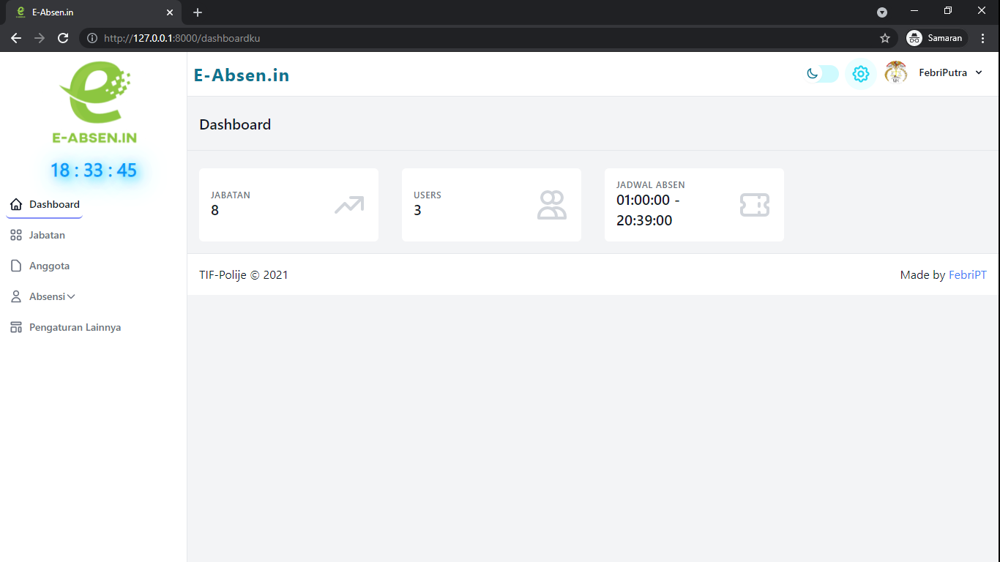 E-Absen.in
http://127.0.0.1:8000/dashboardku
Samaran
E-ABSEN.IN
18 : 33 : 45
Dashboard
Jabatan
Anggota
Absensi
Pengaturan Lainnya
E-Absen.in
FebriPutra
Dashboard
JABATAN
8
USERS
3
JADWAL ABSEN
01:00:00 -
20:39:00
TIF-Polije © 2021
Made by FebriPT